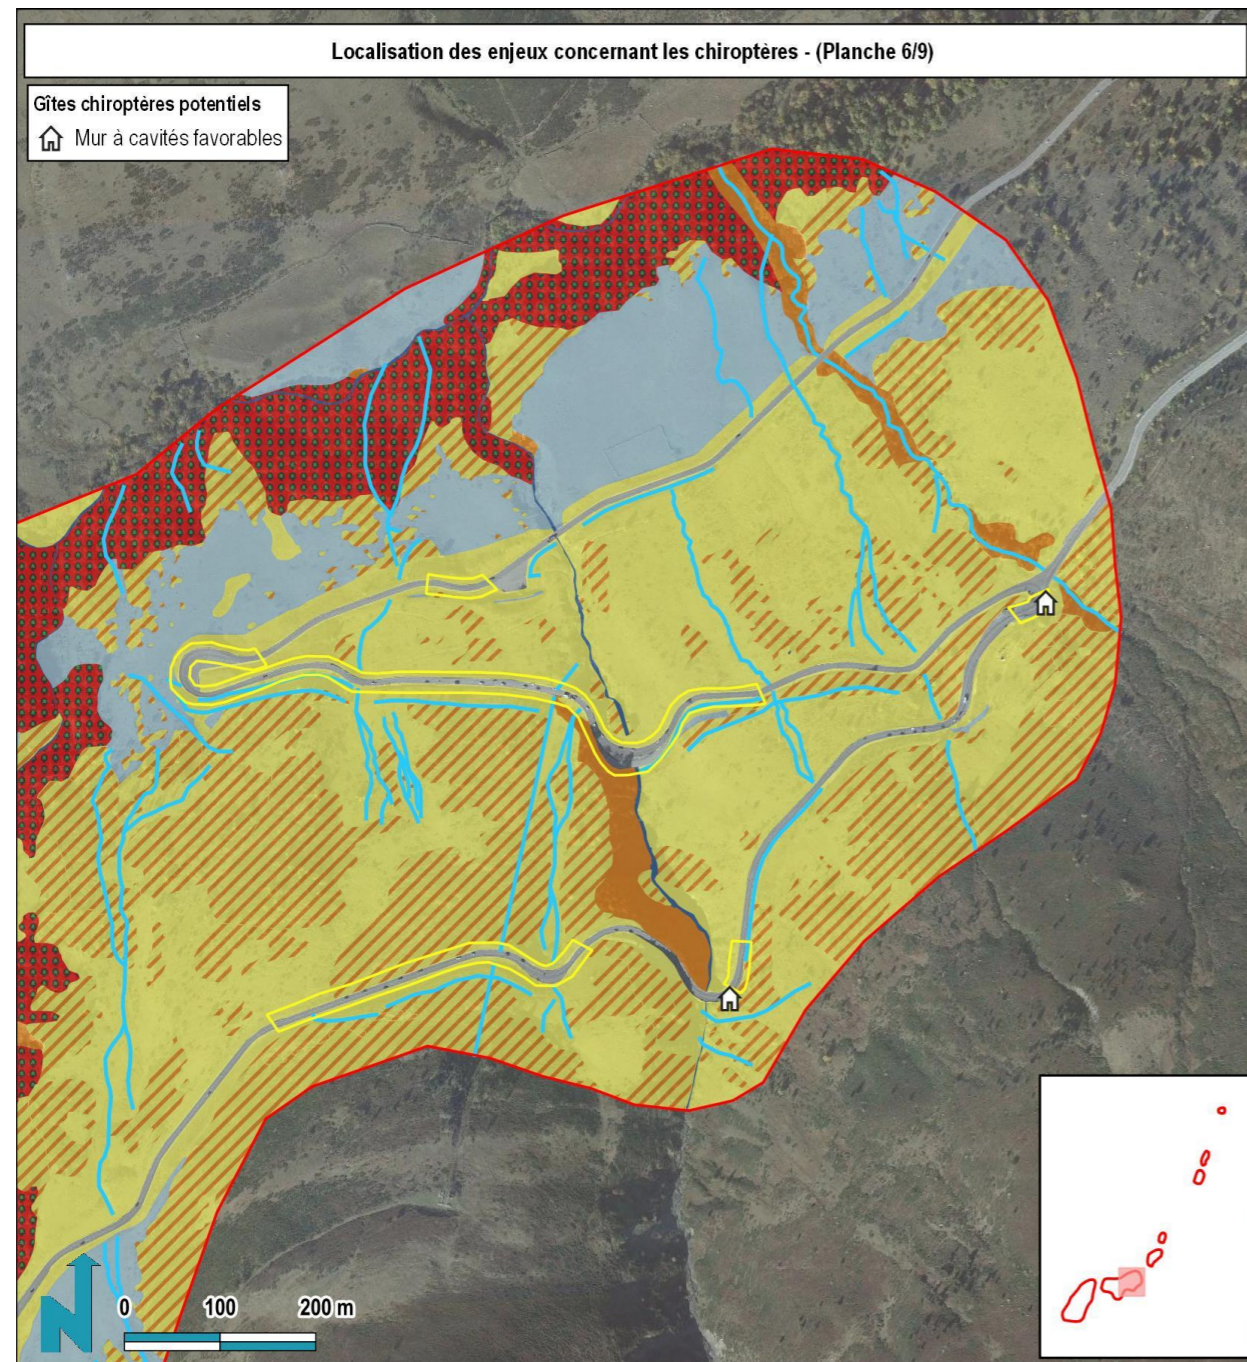 Localisation des enjeux concernant les chiroptères - (Planche 6/9)
Gîtes chiroptères potentiels
Mur à cavités favorables
N
0 100 200 m